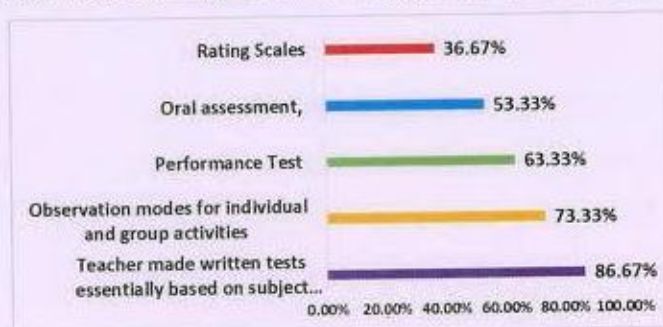 Rating Scales 36.67%
Oral assessment, 53.33%
Performance Test 63.33%
Observation modes for individual
and group activities 73.33%
Teacher made written tests
essentially based on subject... 86.67%
0.00% 20.00% 40.00% 60.00% 80.00% 100.00%